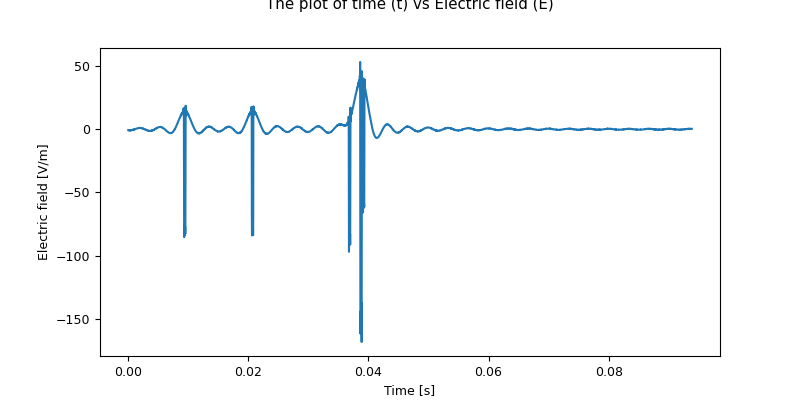 The plot of time (t) vs Electric field (E)
50
0
−50
−100
−150
Electric field [V/m]
0.00 0.02 0.04 0.06 0.08
Time [s]